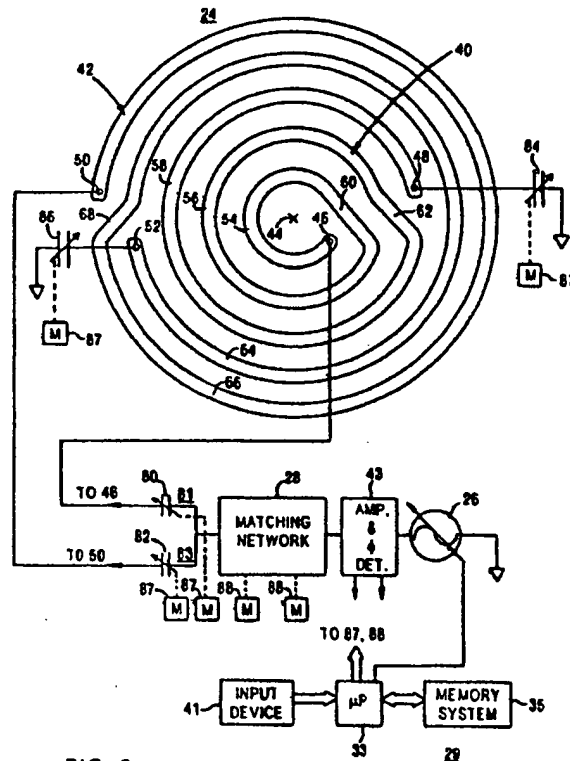 24
42
40
50
58
56
54
60
48
84
68
86
52
44
46
62
M
87
M
64
66
80
81
TO 46
28
43
26
MATCHING
NETWORK
AMP.
&
DET.
82
83
TO 50
87
M
87
M
88
M
88
M
TO 87, 88
INPUT
DEVICE
41
μP
33
MEMORY
SYSTEM
35
29